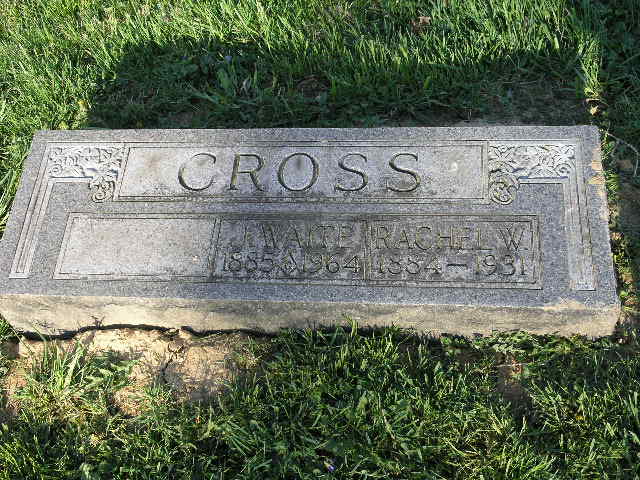 CROSS
J. WAITE RACHEL W.
1885 — 1964 1884 — 1931